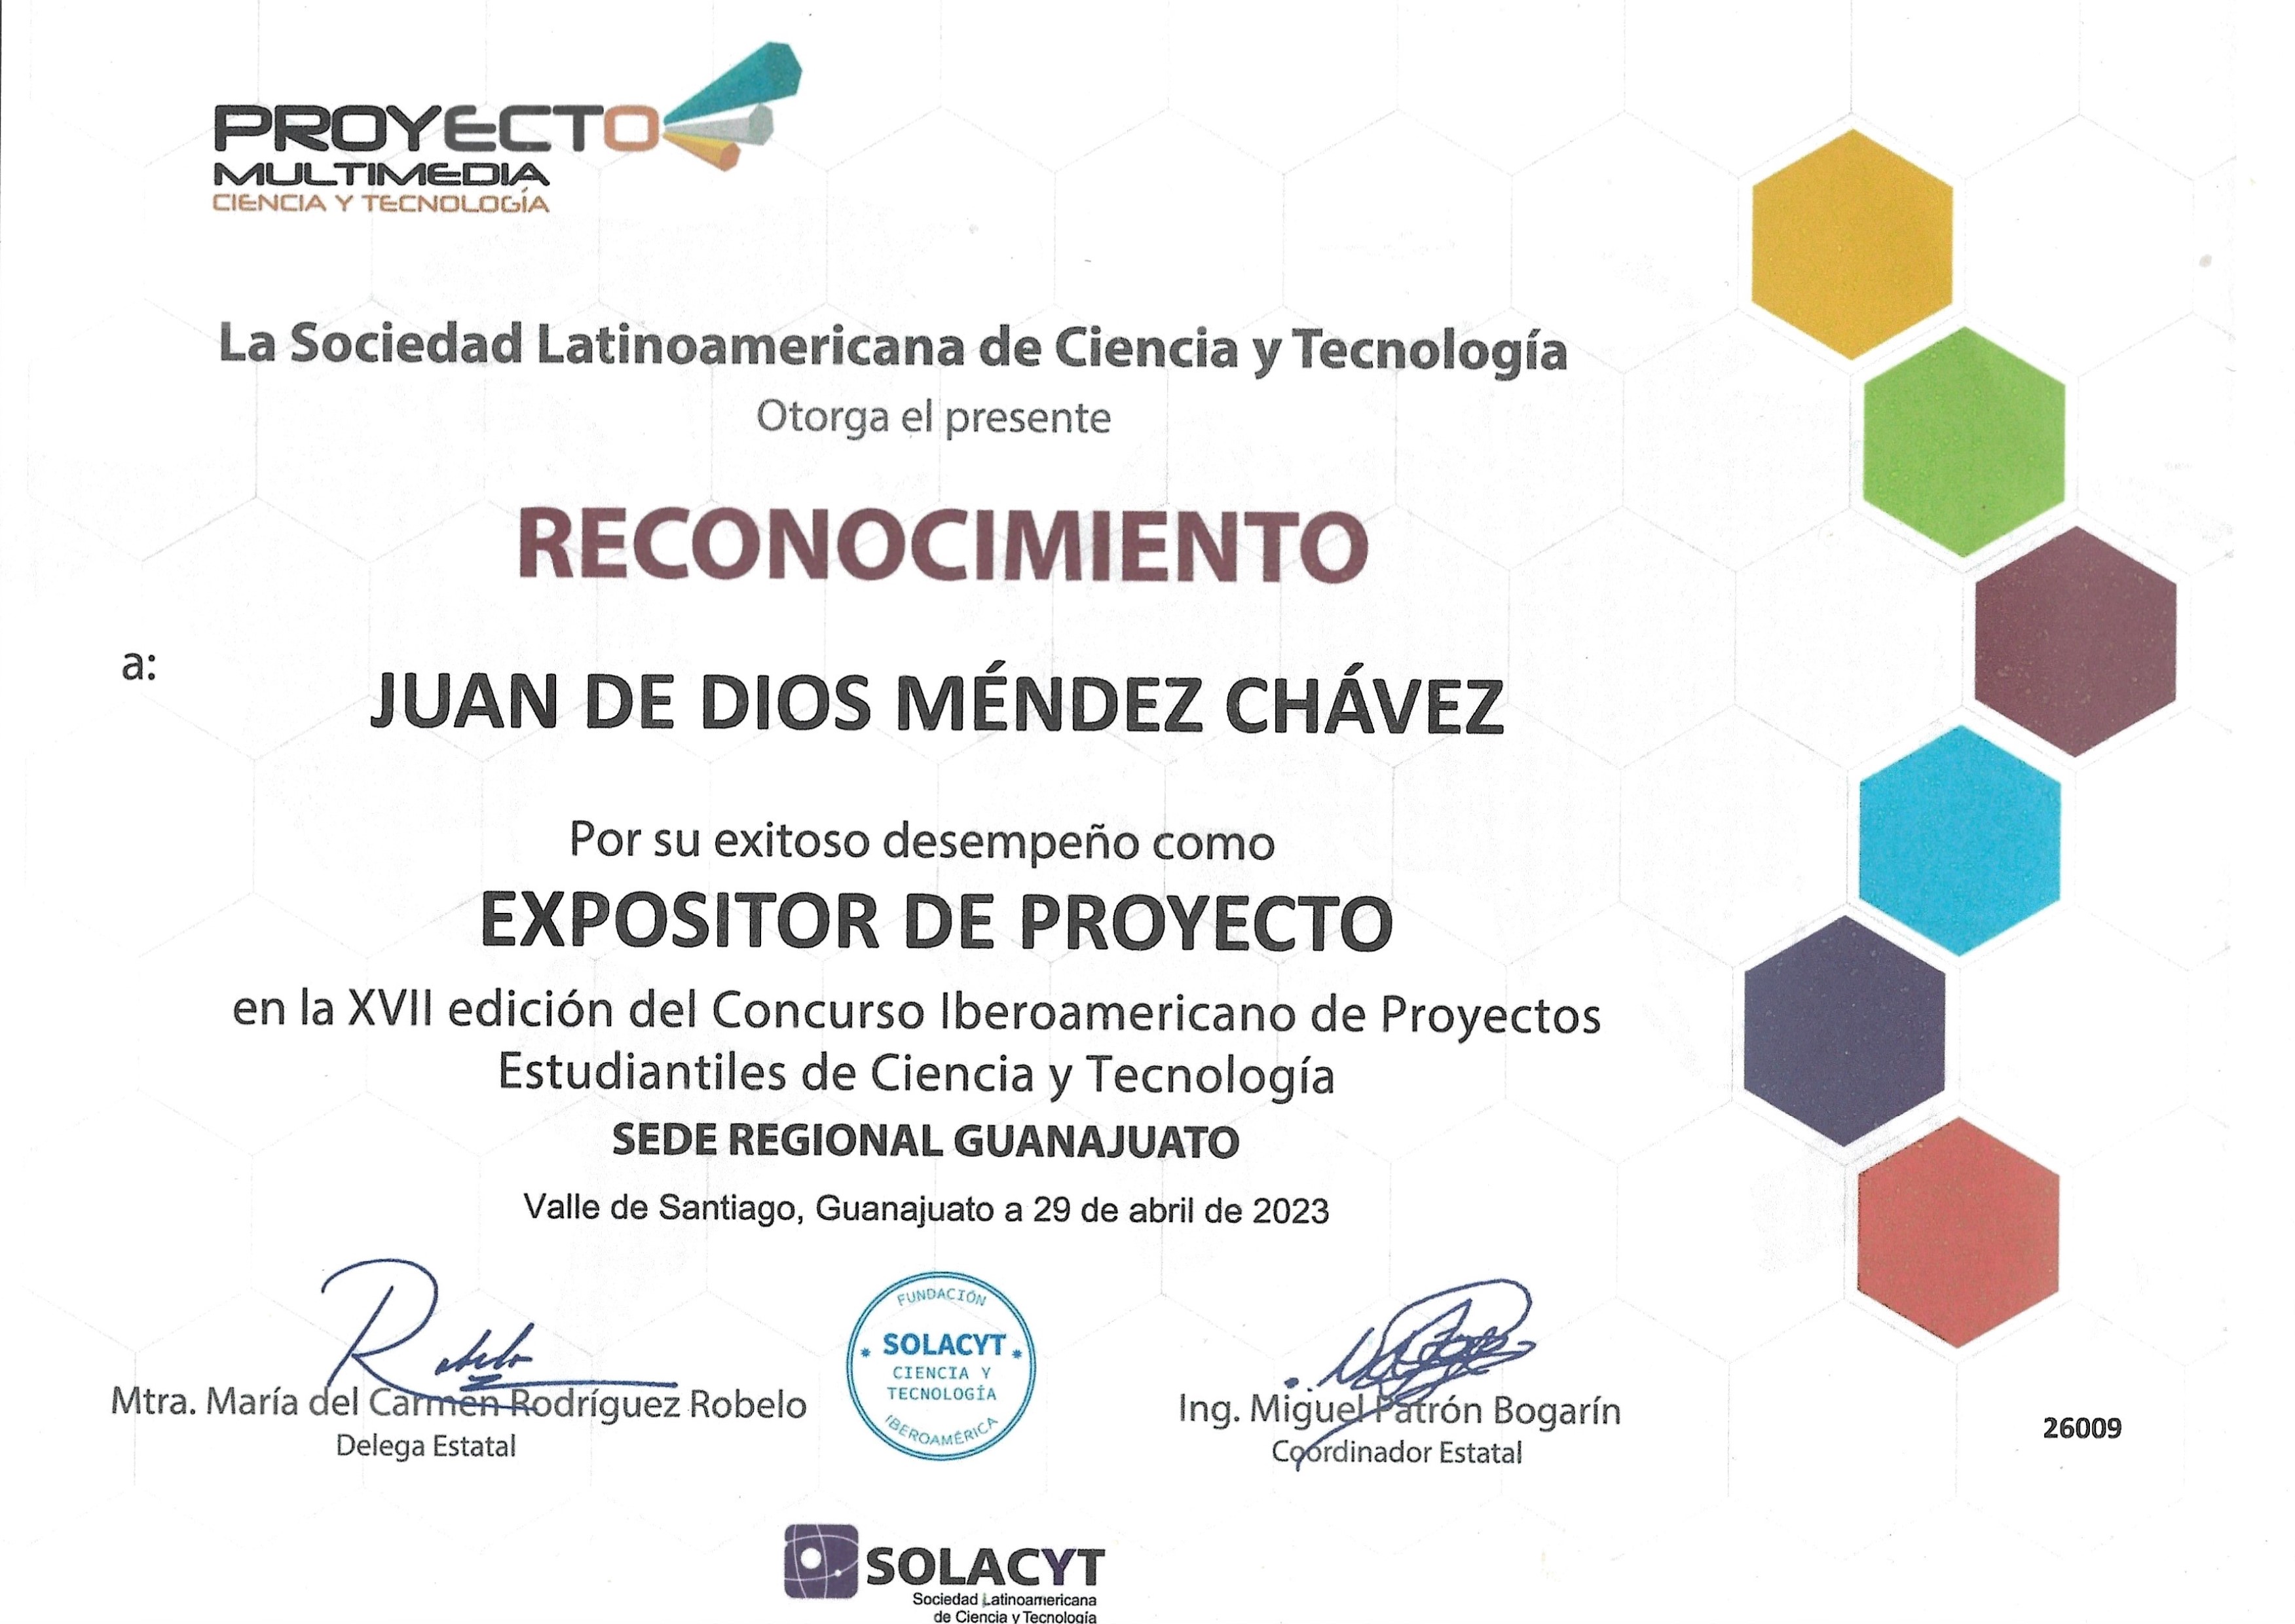 PROYECTO
MULTIMEDIA
CIENCIA Y TECNOLOGÍA
La Sociedad Latinoamericana de Ciencia y Tecnología
Otorga el presente
RECONOCIMIENTO
a:
JUAN DE DIOS MÉNDEZ CHÁVEZ
Por su exitoso desempeño como
EXPOSITOR DE PROYECTO
en la XVII edición del Concurso Iberoamericano de Proyectos
Estudiantiles de Ciencia y Tecnología
SEDE REGIONAL GUANAJUATO
Valle de Santiago, Guanajuato a 29 de abril de 2023
Mtra. María del Carmen Rodríguez Robelo
Delega Estatal
FUNDACIÓN
SOLACYT
CIENCIA Y
TECNOLOGÍA
IBEROAMÉRICA
Ing. Miguel Patrón Bogarín
Coordinador Estatal
26009
SOLACYT
Sociedad Latinoamericana
de Ciencia y Tecnología